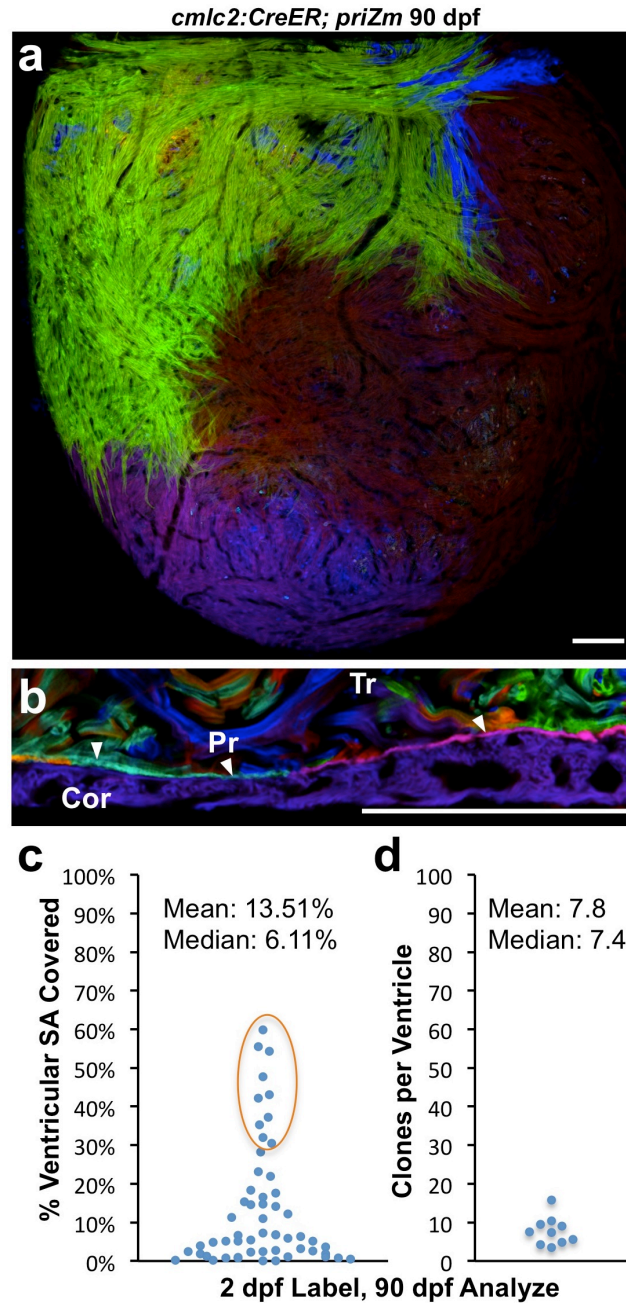 cmlc2:CreER; priZm 90 dpf
a
b
Tr
Pr
Cor
c
% Ventricular SA Covered
100%
90%
80%
70%
60%
50%
40%
30%
20%
10%
0%
Mean: 13.51%
Median: 6.11%
d
Clones per Ventricle
100
90
80
70
60
50
40
30
20
10
0
Mean: 7.8
Median: 7.4
2 dpf Label, 90 dpf Analyze